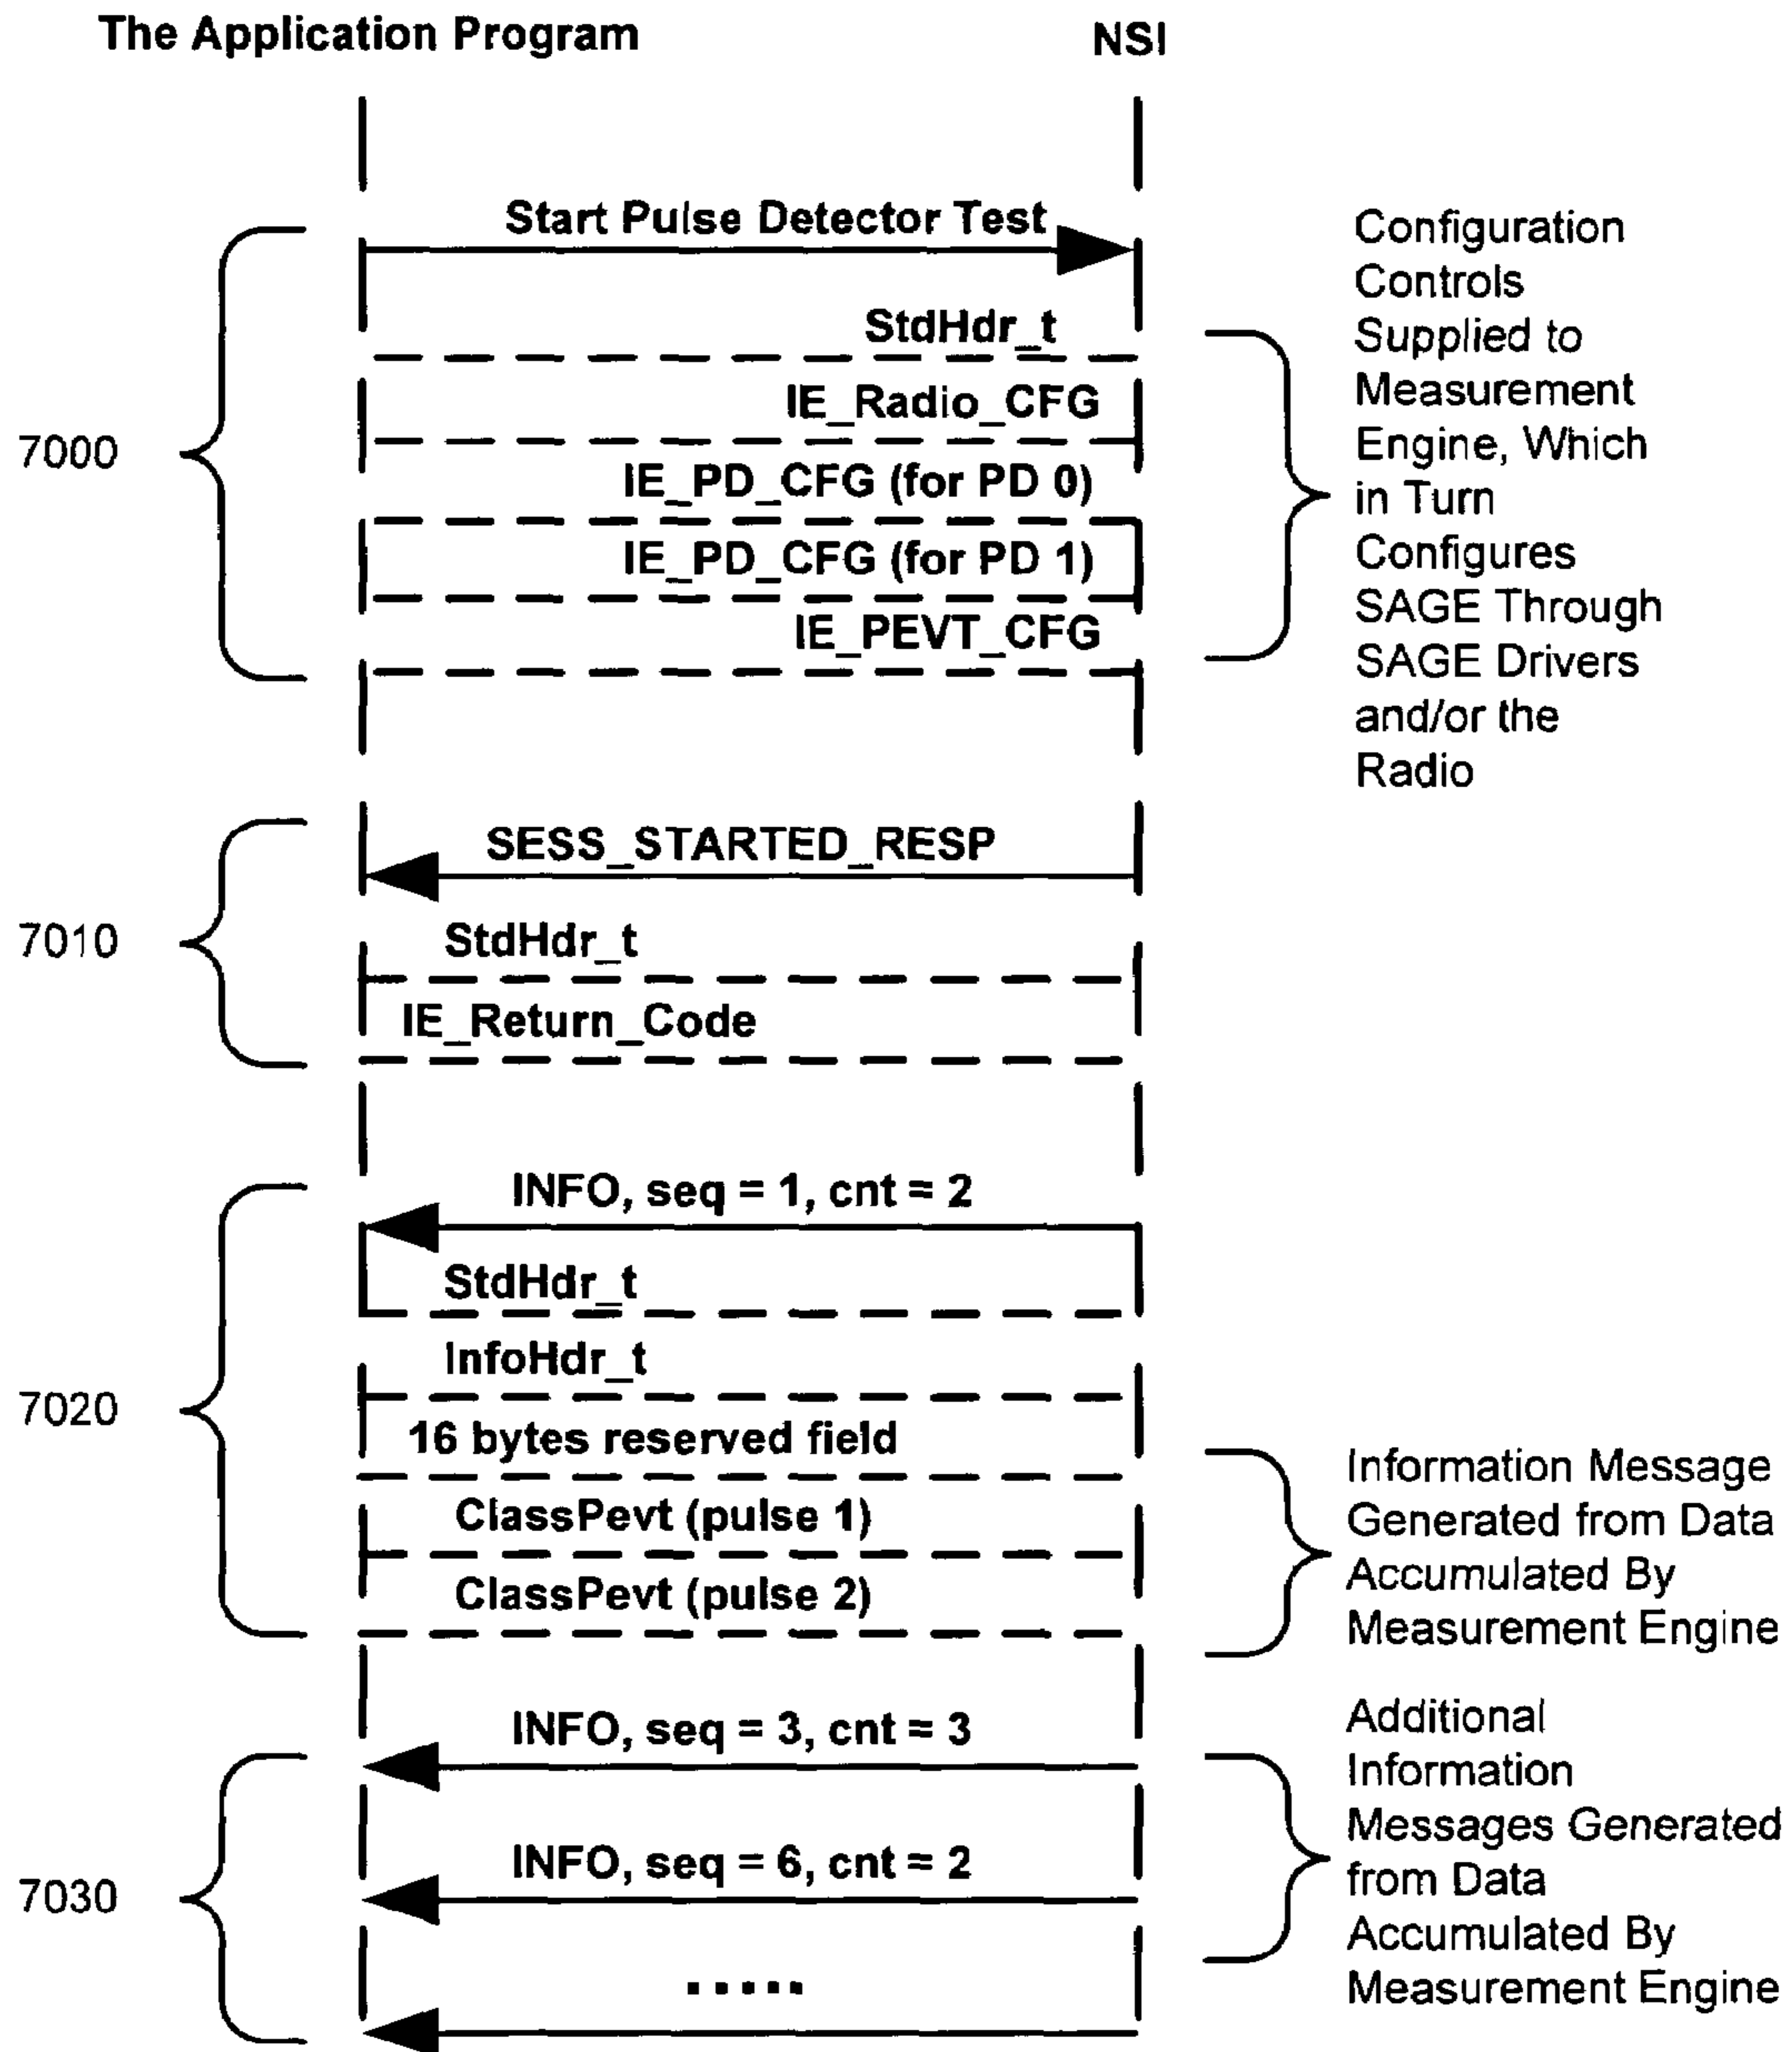 The Application Program
NSI
Start Pulse Detector Test
StdHdr_t
IE_Radio_CFG
IE_PD_CFG (for PD 0)
IE_PD_CFG (for PD 1)
IE_PEVT_CFG
7000
Configuration
Controls
Supplied to
Measurement
Engine, Which
in Turn
Configures
SAGE Through
SAGE Drivers
and/or the
Radio
SESS_STARTED_RESP
StdHdr_t
IE_Return_Code
7010
INFO, seq = 1, cnt = 2
StdHdr_t
InfoHdr_t
16 bytes reserved field
ClassPevt (pulse 1)
ClassPevt (pulse 2)
7020
Information Message
Generated from Data
Accumulated By
Measurement Engine
INFO, seq = 3, cnt = 3
INFO, seq = 6, cnt = 2
.....
7030
Additional
Information
Messages Generated
from Data
Accumulated By
Measurement Engine